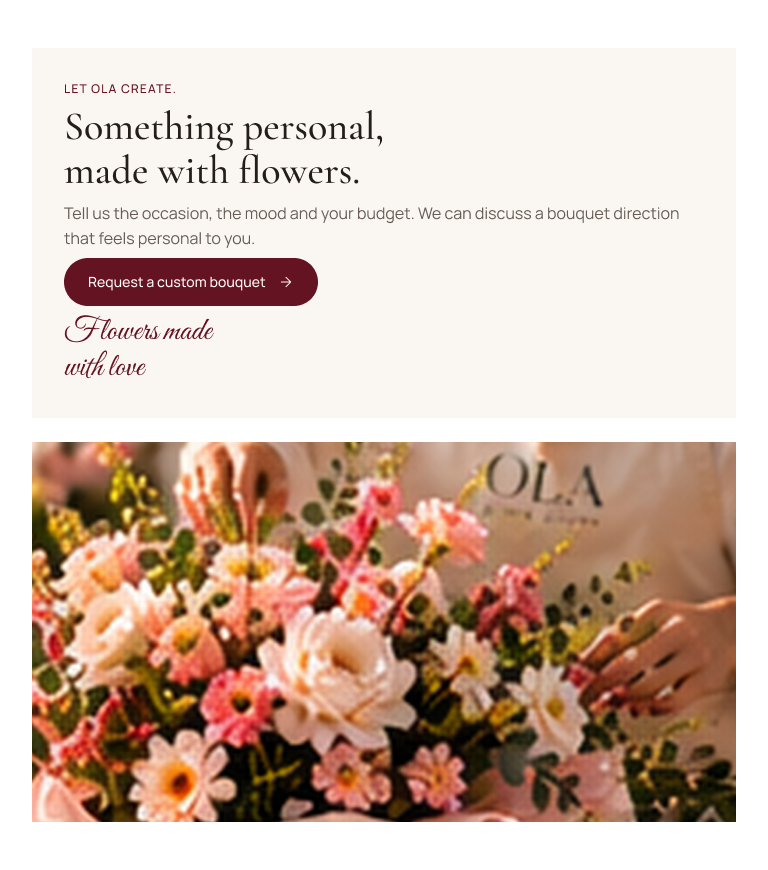 LET OLA CREATE.
Something personal,
made with flowers.
Tell us the occasion, the mood and your budget. We can discuss a bouquet direction
that feels personal to you.
Request a custom bouquet →
Flowers made
with love
OLA